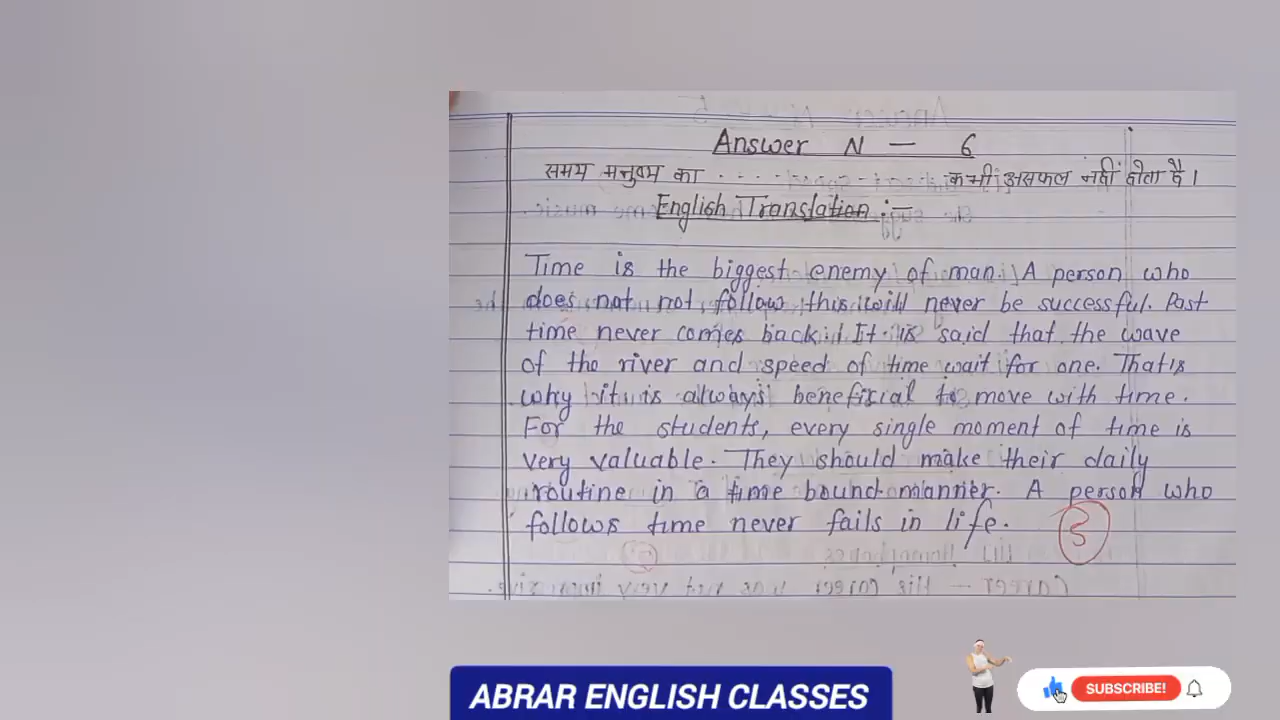 Answer N — 6
समय मनुष्य का . . . . . . . . कभी असफल नहीं होता है।
English Translation :-
Time is the biggest enemy of man. A person who
does not not follow this will never be successful. Past
time never comes back. It is said that the wave
of the river and speed of time wait for one. That is
why it is always beneficial to move with time.
For the students, every single moment of time is
very valuable. They should make their daily
routine in a time bound manner. A person who
follows time never fails in life.
3
ABRAR ENGLISH CLASSES
SUBSCRIBE!